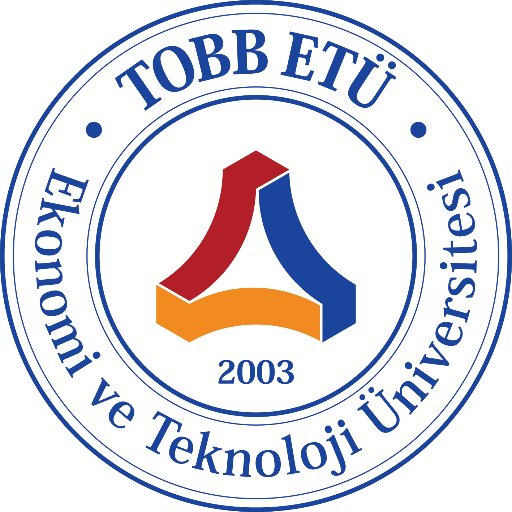 TOBB ETÜ
Ekonomi ve Teknoloji Üniversitesi
2003